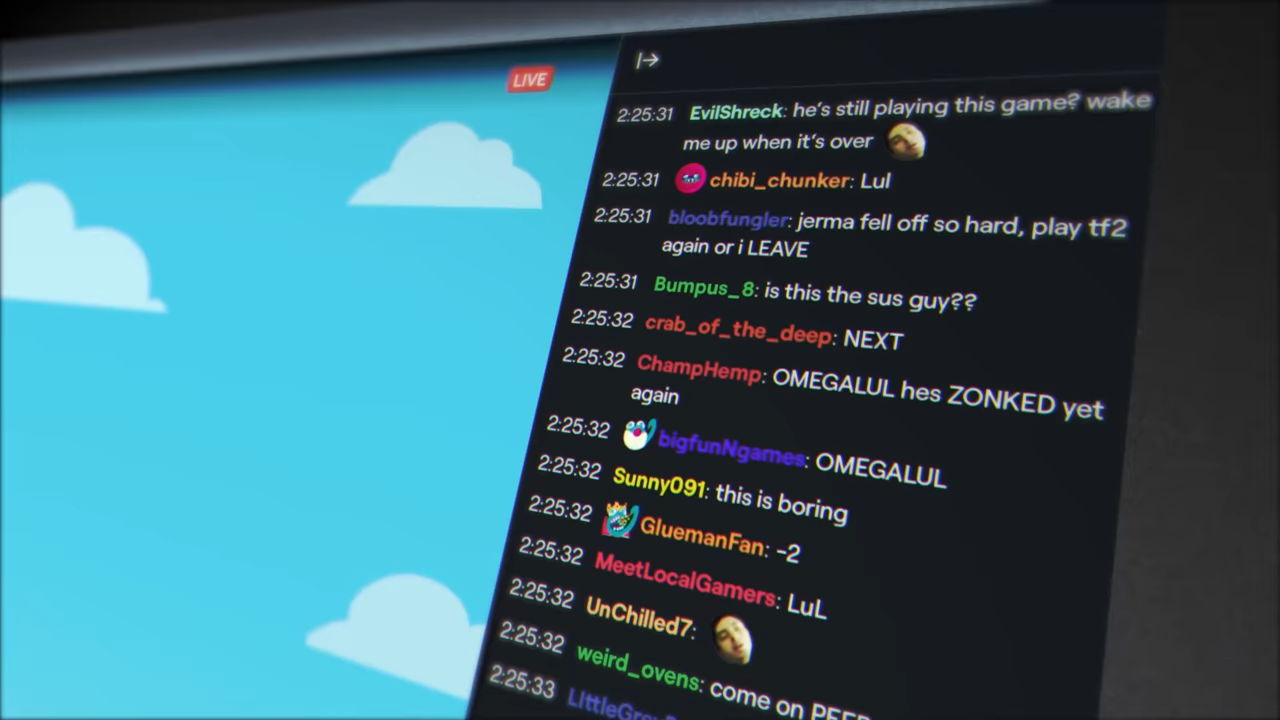 LIVE
2:25:31 EvilShreck: he's still playing this game? wake
me up when it's over
2:25:31 chibi_chunker: Lul
2:25:31 bloobfungler: jerma fell off so hard, play tf2
again or i LEAVE
2:25:31 Bumpus_8: is this the sus guy??
2:25:32 crab_of_the_deep: NEXT
2:25:32 ChampHemp: OMEGALUL hes ZONKED yet
again
2:25:32 bigfunNgames: OMEGALUL
2:25:32 Sunny091: this is boring
2:25:32 GluemanFan: -2
2:25:32 MeetLocalGamers: LuL
2:25:32 UnChilled7:
2:25:32 weird_ovens: come on
2:25:33